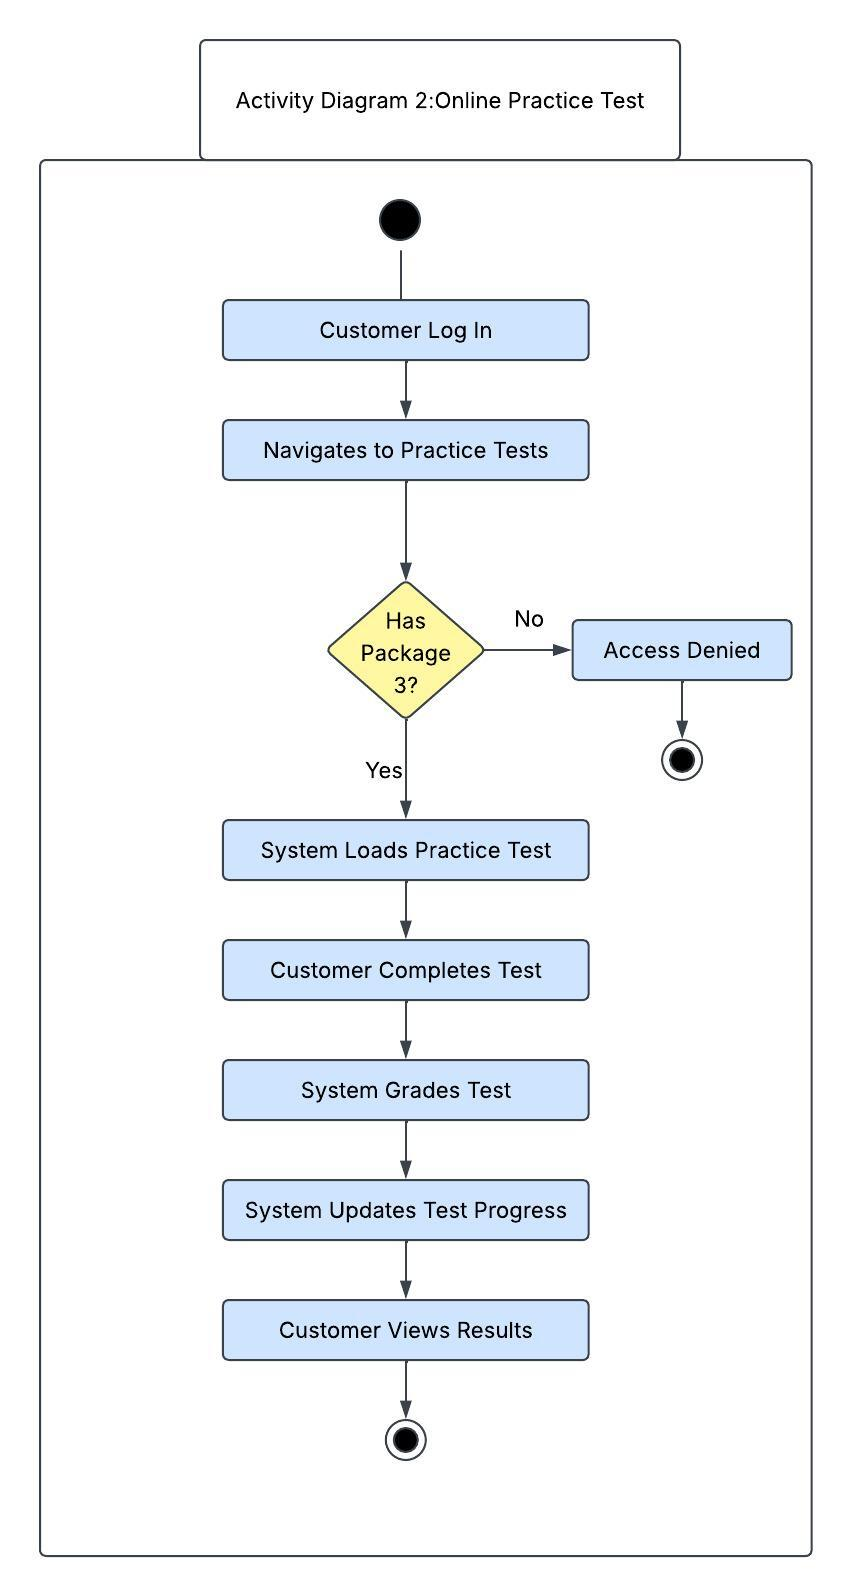 Activity Diagram 2:Online Practice Test
Customer Log In
Navigates to Practice Tests
Has
Package
3?
No
Access Denied
Yes
System Loads Practice Test
Customer Completes Test
System Grades Test
System Updates Test Progress
Customer Views Results